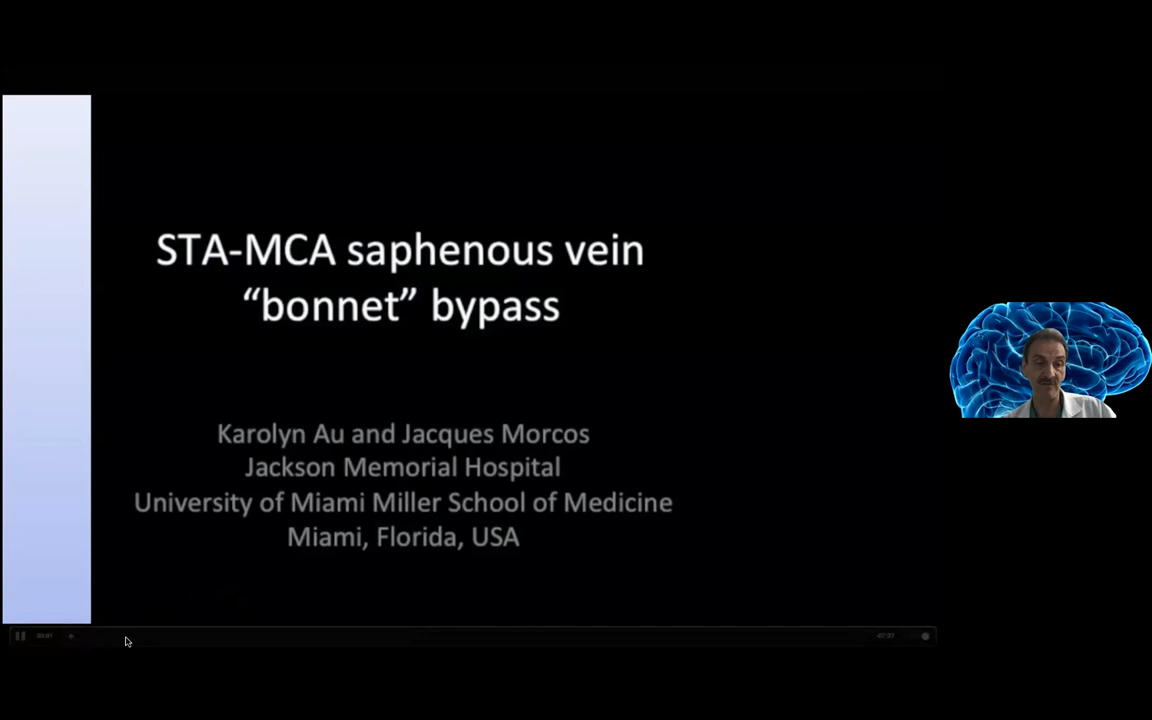 STA-MCA saphenous vein
“bonnet” bypass
Karolyn Au and Jacques Morcos
Jackson Memorial Hospital
University of Miami Miller School of Medicine
Miami, Florida, USA